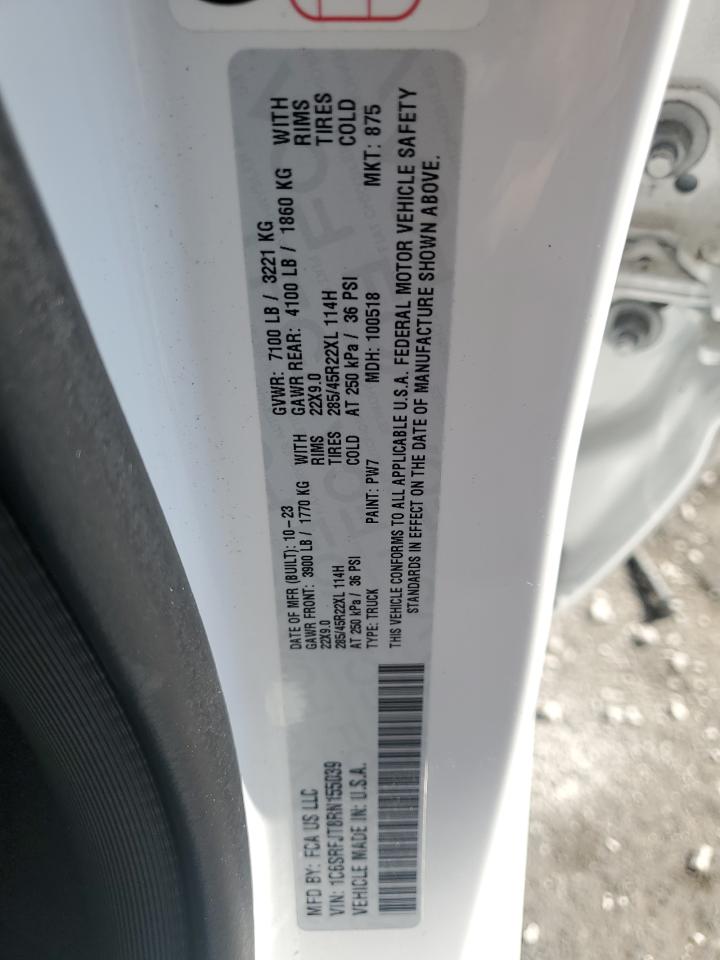 MFD BY: FCA US LLC
DATE OF MFR (BUILT): 10-23
GVWR: 7100 LB / 3221 KG
GAWR FRONT: 3900 LB / 1770 KG WITH
GAWR REAR: 4100 LB / 1860 KG WITH
22X9.0 RIMS
22X9.0 RIMS
285/45R22XL 114H TIRES
285/45R22XL 114H TIRES
AT 250 kPa / 36 PSI COLD
AT 250 kPa / 36 PSI COLD
VIN: 1C6SRFJT8RN155039
TYPE: TRUCK PAINT: PW7 MDH: 100518 MKT: 875
VEHICLE MADE IN: U.S.A.
THIS VEHICLE CONFORMS TO ALL APPLICABLE U.S.A. FEDERAL MOTOR VEHICLE SAFETY
STANDARDS IN EFFECT ON THE DATE OF MANUFACTURE SHOWN ABOVE.